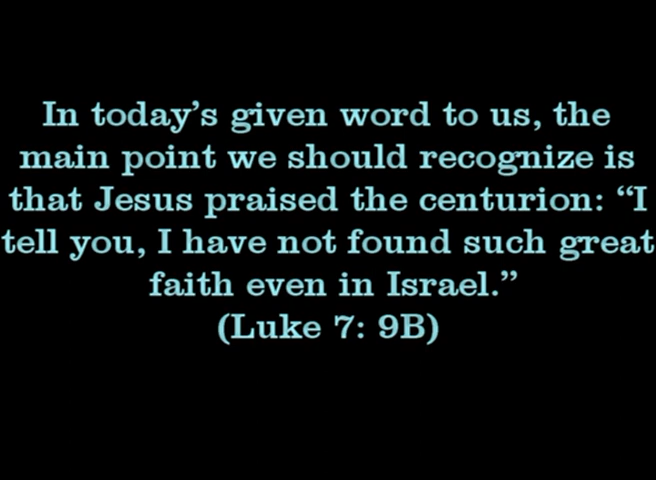 In today’s given word to us, the
main point we should recognize is
that Jesus praised the centurion: “I
tell you, I have not found such great
faith even in Israel.”
(Luke 7: 9B)